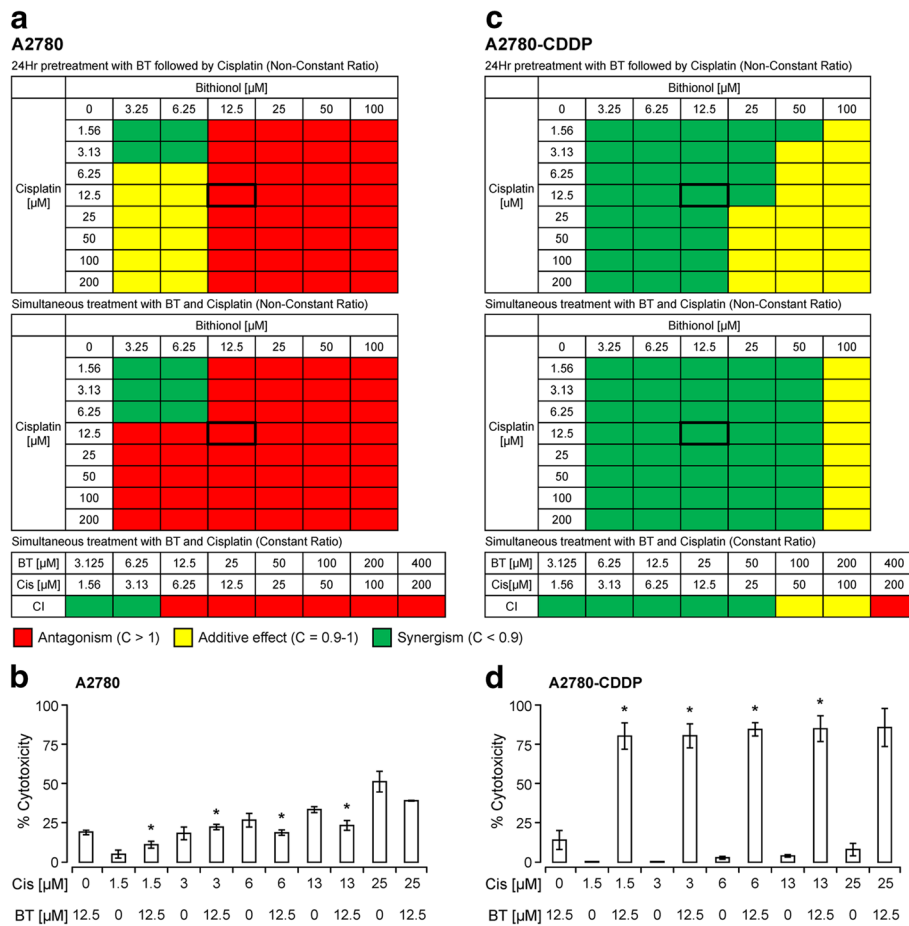 a
A2780
24Hr pretreatment with BT followed by Cisplatin (Non-Constant Ratio)
Bithionol [µM]
0 3.25 6.25 12.5 25 50 100
Cisplatin
[µM]
1.56
3.13
6.25
12.5
25
50
100
200
Simultaneous treatment with BT and Cisplatin (Non-Constant Ratio)
Bithionol [µM]
0 3.25 6.25 12.5 25 50 100
Cisplatin
[µM]
1.56
3.13
6.25
12.5
25
50
100
200
Simultaneous treatment with BT and Cisplatin (Constant Ratio)
BT [µM] 3.125 6.25 12.5 25 50 100 200 400
Cis [µM] 1.56 3.13 6.25 12.5 25 50 100 200
CI
c
A2780-CDDP
24Hr pretreatment with BT followed by Cisplatin (Non-Constant Ratio)
Bithionol [µM]
0 3.25 6.25 12.5 25 50 100
Cisplatin
[uM]
1.56
3.13
6.25
12.5
25
50
100
200
Simultaneous treatment with BT and Cisplatin (Non-Constant Ratio)
Bithionol [µM]
0 3.25 6.25 12.5 25 50 100
Cisplatin
[µM]
1.56
3.13
6.25
12.5
25
50
100
200
Simultaneous treatment with BT and Cisplatin (Constant Ratio)
BT [µM] 3.125 6.25 12.5 25 50 100 200 400
Cis[µM] 1.56 3.13 6.25 12.5 25 50 100 200
CI
Antagonism (C > 1) Additive effect (C = 0.9-1) Synergism (C < 0.9)
b
A2780
% Cytotoxicity
100
75
50
25
0
* * * *
Cis [µM] 0 1.5 1.5 3 3 6 6 13 13 25 25
BT [µM] 12.5 0 12.5 0 12.5 0 12.5 0 12.5 0 12.5
d
A2780-CDDP
% Cytotoxicity
100
75
50
25
0
* * * *
Cis [µM] 0 1.5 1.5 3 3 6 6 13 13 25 25
BT [µM] 12.5 0 12.5 0 12.5 0 12.5 0 12.5 0 12.5